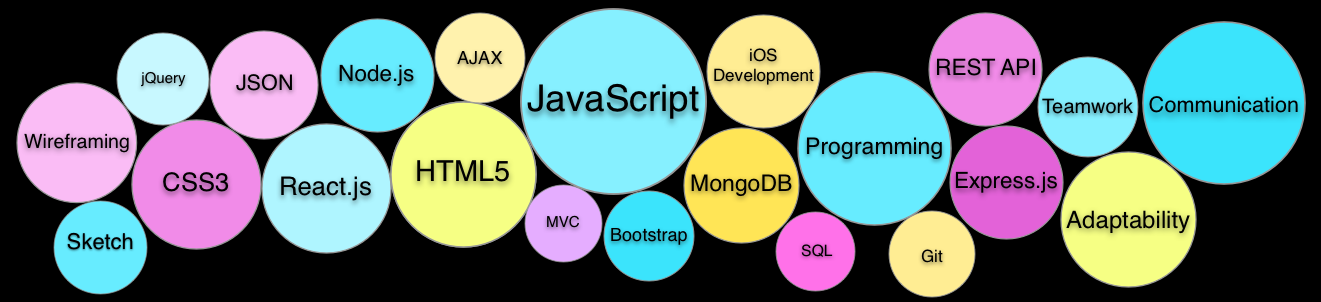 Wireframing
jQuery
JSON
Node.js
AJAX
JavaScript
iOS
Development
REST API
Teamwork
Communication
CSS3
React.js
HTML5
MongoDB
Programming
Express.js
Adaptability
Sketch
MVC
Bootstrap
SQL
Git